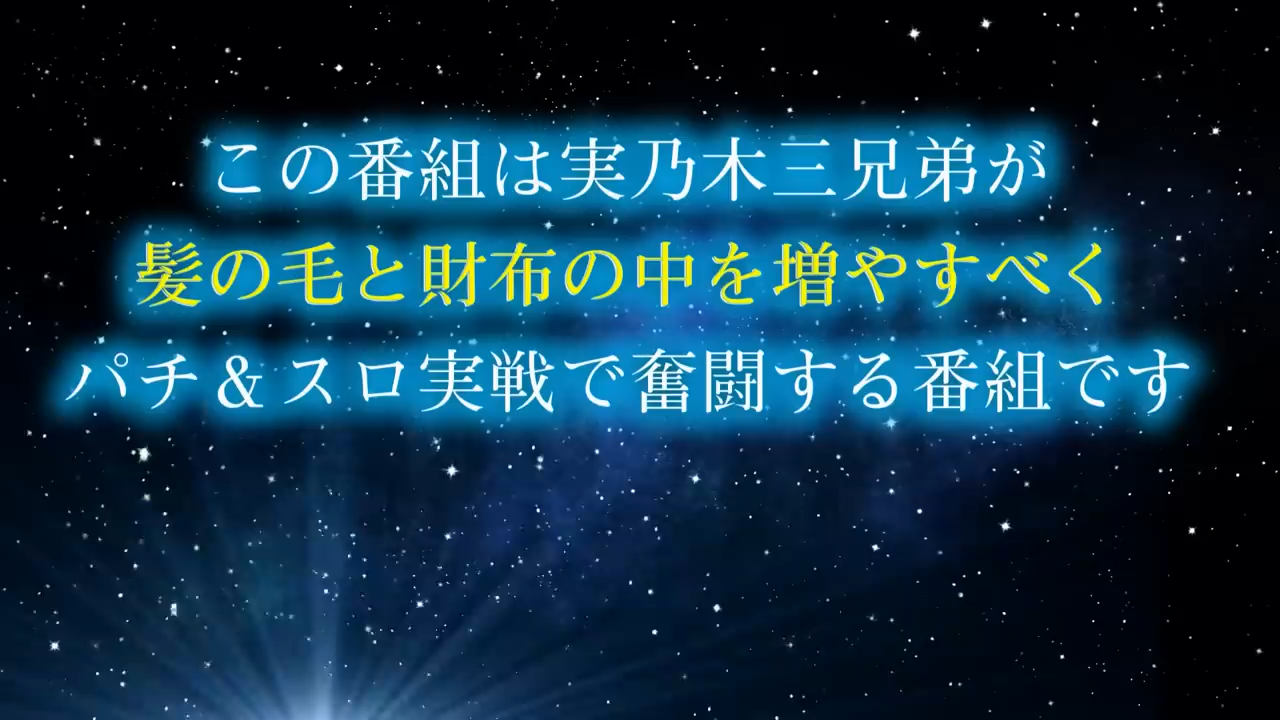 この番組は実乃木三兄弟が
髪の毛と財布の中を増やすべく
パチ＆スロ実戦で奮闘する番組です